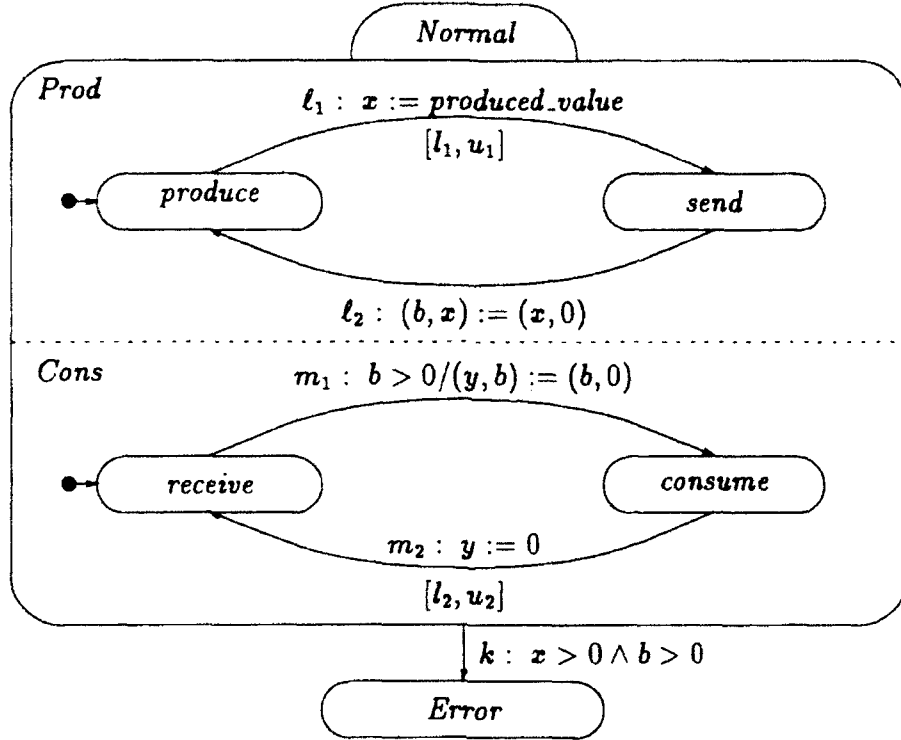 Normal
Prod
ℓ₁ : x := produced_value
[l₁, u₁]
produce
send
ℓ₂ : (b, x) := (x, 0)
Cons
m₁ : b > 0/(y, b) := (b, 0)
receive
consume
m₂ : y := 0
[l₂, u₂]
k : x > 0 ∧ b > 0
Error